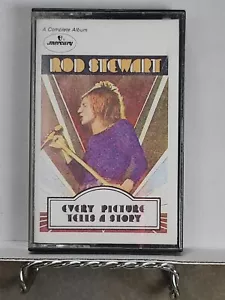 A Complete Album
mercury
ROD STEWART
EVERY PICTURE
TELLS A STORY